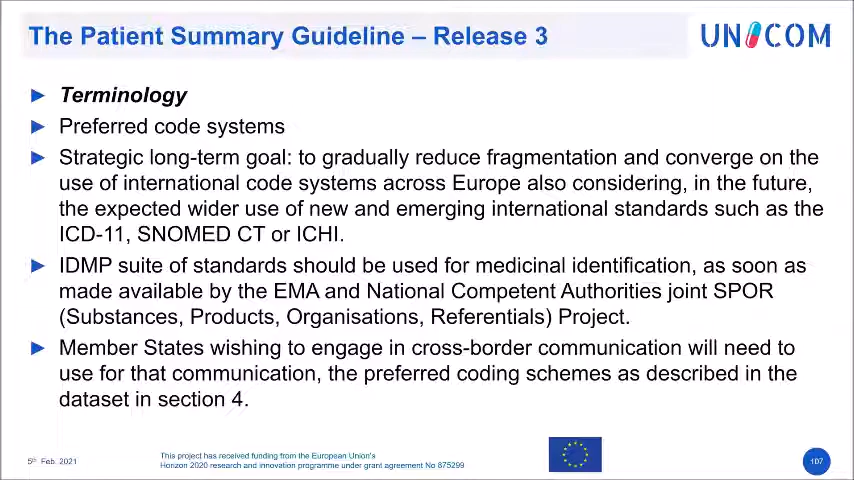 The Patient Summary Guideline – Release 3
UNICOM
► Terminology
► Preferred code systems
► Strategic long-term goal: to gradually reduce fragmentation and converge on the
use of international code systems across Europe also considering, in the future,
the expected wider use of new and emerging international standards such as the
ICD-11, SNOMED CT or ICHI.
► IDMP suite of standards should be used for medicinal identification, as soon as
made available by the EMA and National Competent Authorities joint SPOR
(Substances, Products, Organisations, Referentials) Project.
► Member States wishing to engage in cross-border communication will need to
use for that communication, the preferred coding schemes as described in the
dataset in section 4.
5th Feb. 2021
This project has received funding from the European Union's
Horizon 2020 research and innovation programme under grant agreement No 875299
107